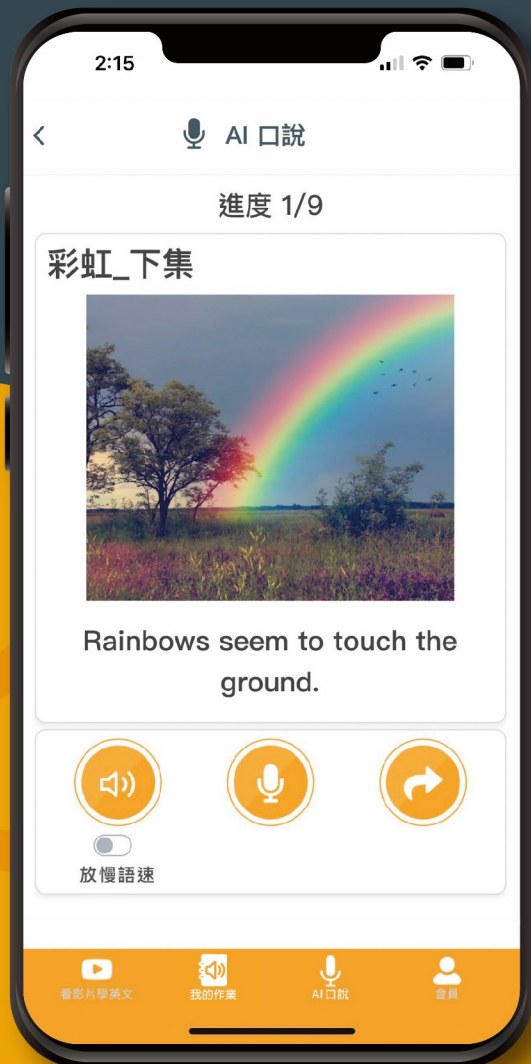 2:15
AI 口說
進度 1/9
彩虹_下集
Rainbows seem to touch the
ground.
放慢語速
看影片學英文 我的作業 AI 口說 會員